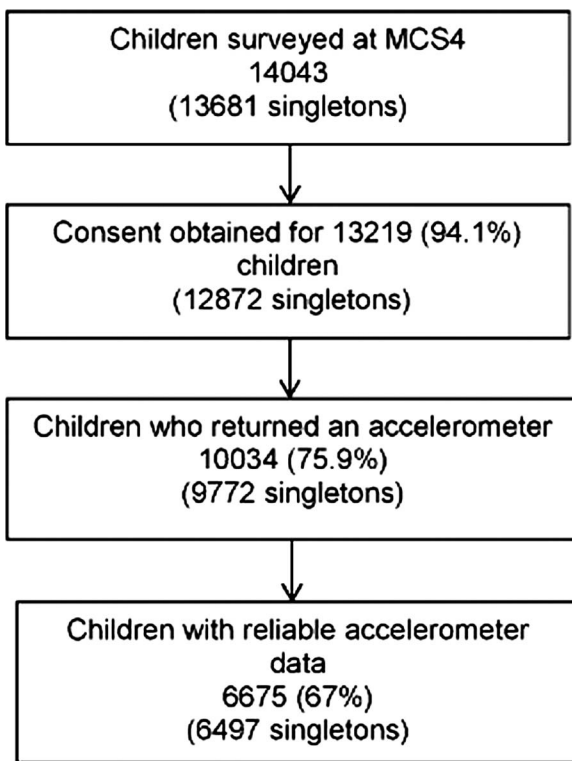 Children surveyed at MCS4
14043
(13681 singletons)
Consent obtained for 13219 (94.1%)
children
(12872 singletons)
Children who returned an accelerometer
10034 (75.9%)
(9772 singletons)
Children with reliable accelerometer
data
6675 (67%)
(6497 singletons)